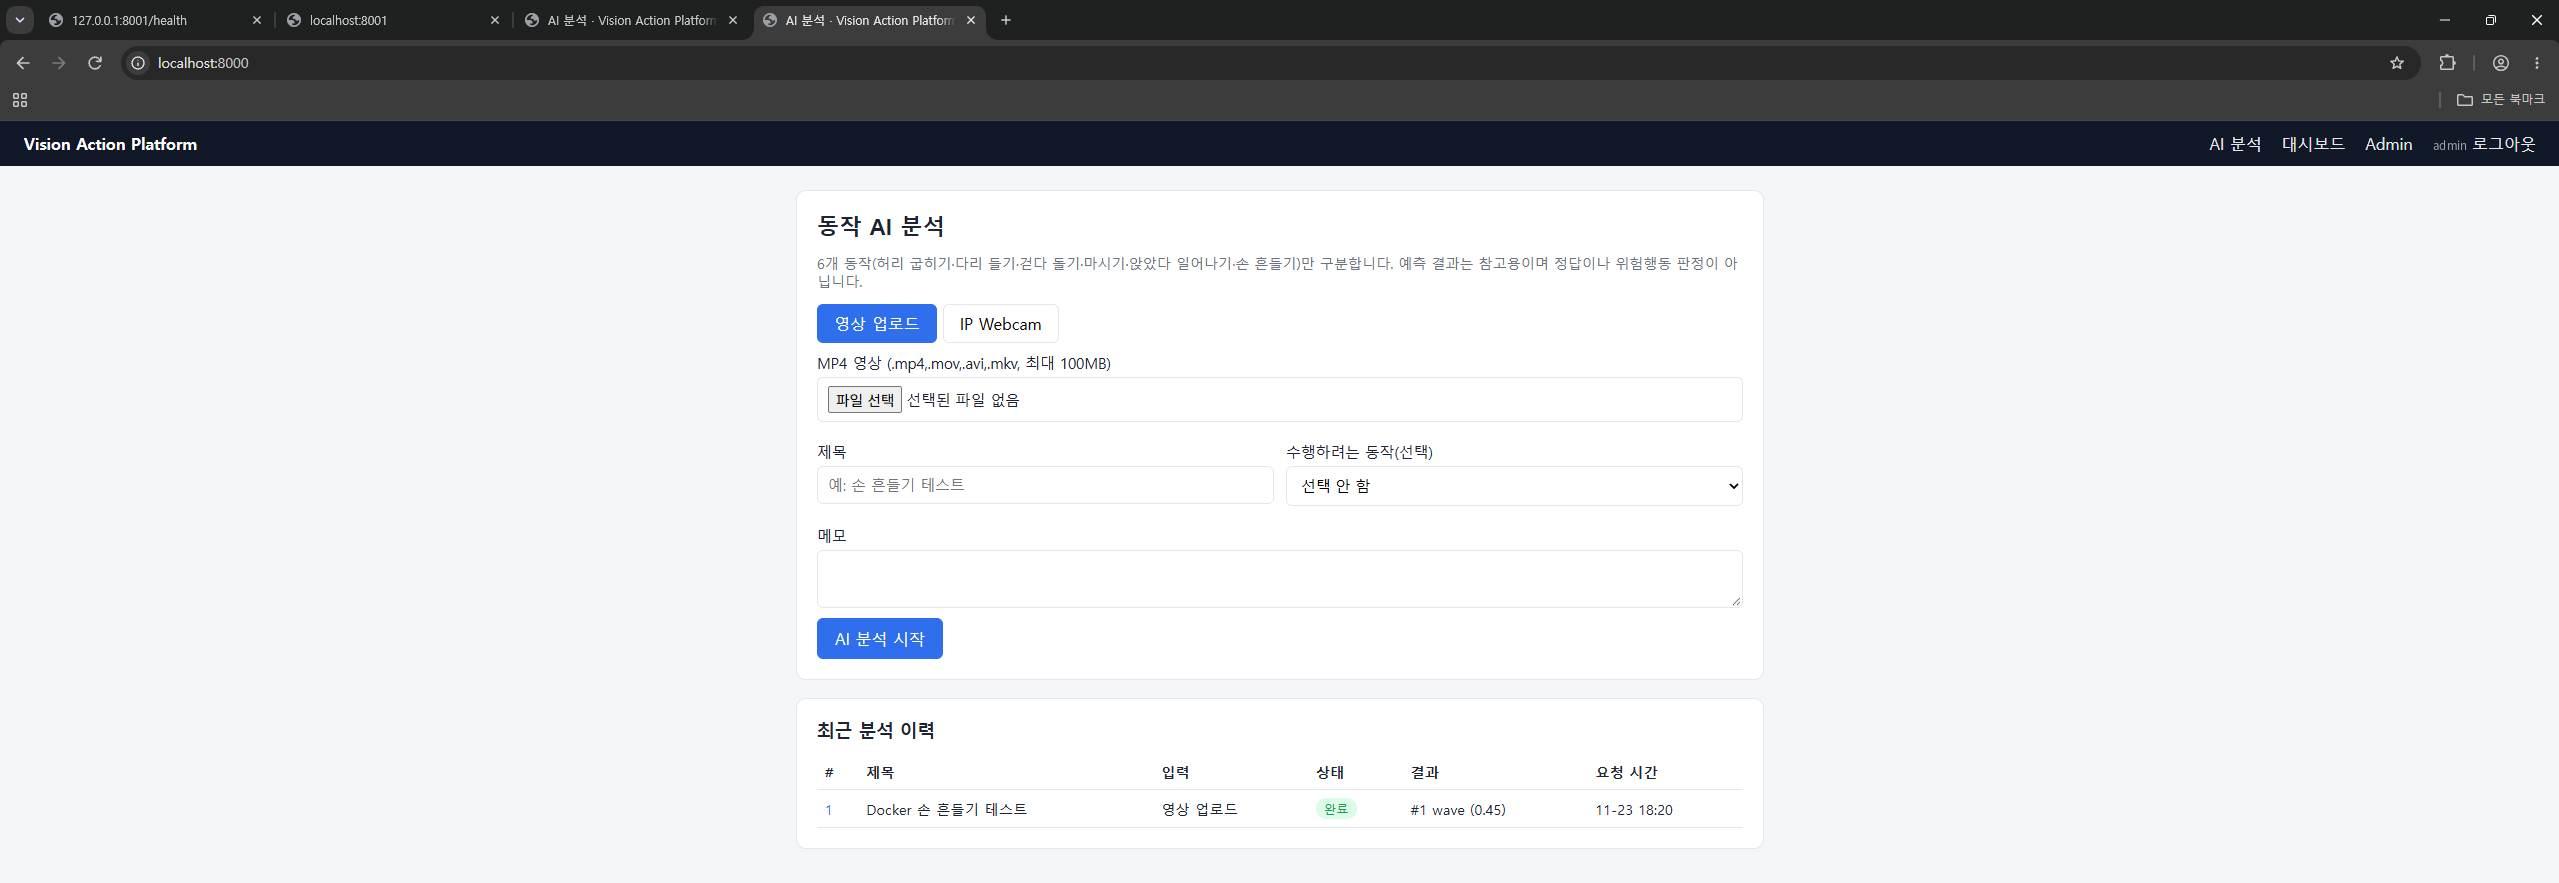 127.0.0.1:8001/health
localhost:8001
AI 분석 · Vision Action Platform
AI 분석 · Vision Action Platform
localhost:8000
모든 북마크
Vision Action Platform
AI 분석 대시보드 Admin admin 로그아웃
동작 AI 분석
6개 동작(허리 굽히기·다리 들기·걷다 돌기·마시기·앉았다 일어나기·손 흔들기)만 구분합니다. 예측 결과는 참고용이며 정답이나 위험행동 판정이 아
닙니다.
영상 업로드 IP Webcam
MP4 영상 (.mp4,.mov,.avi,.mkv, 최대 100MB)
파일 선택 선택된 파일 없음
제목 수행하려는 동작(선택)
예: 손 흔들기 테스트 선택 안 함
메모
AI 분석 시작
최근 분석 이력
# 제목 입력 상태 결과 요청 시간
1 Docker 손 흔들기 테스트 영상 업로드 완료 #1 wave (0.45) 11-23 18:20